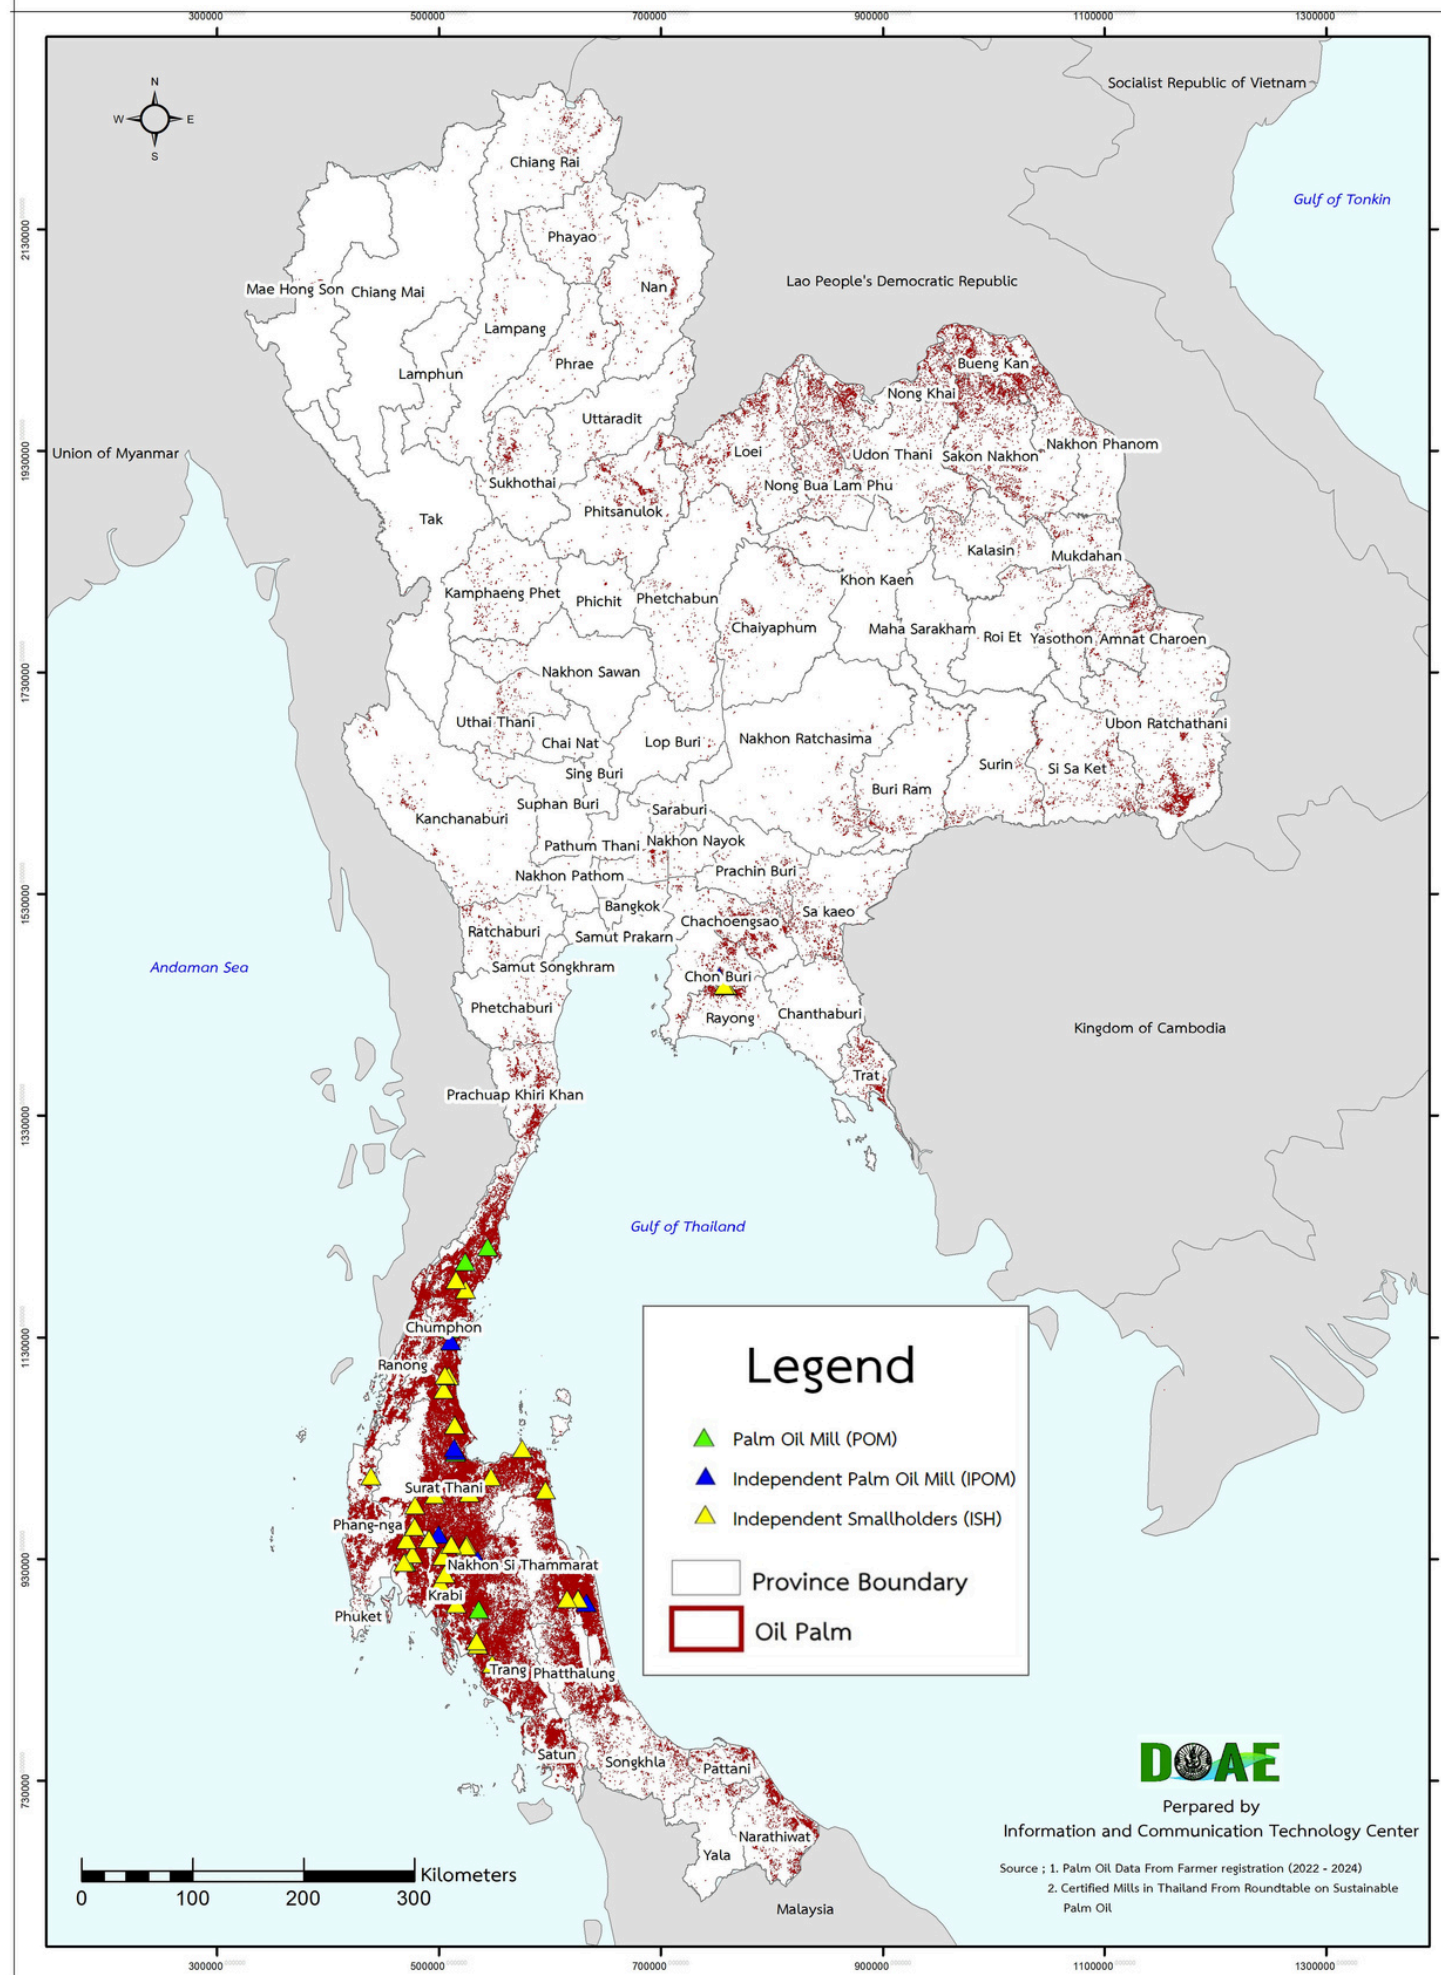 300000 500000 700000 900000 1100000 1300000
N
W E
S
Socialist Republic of Vietnam
Chiang Rai
Gulf of Tonkin
2130000
Phayao
Lao People's Democratic Republic
Nan
Mae Hong Son Chiang Mai
Lampang
Phrae
Bueng Kan
Lamphun
Nong Khai
Uttaradit
1930000
Union of Myanmar
Loei
Udon Thani
Sakon Nakhon
Nakhon Phanom
Sukhothai
Nong Bua Lam Phu
Phitsanulok
Tak
Kalasin
Mukdahan
Khon Kaen
Kamphaeng Phet
Phichit
Phetchabun
Chaiyaphum
Maha Sarakham
Roi Et
Yasothon
Amnat Charoen
1730000
Nakhon Sawan
Uthai Thani
Ubon Ratchathani
Chai Nat
Lop Buri
Nakhon Ratchasima
Surin
Si Sa Ket
Sing Buri
Buri Ram
Suphan Buri
Saraburi
Kanchanaburi
Pathum Thani
Nakhon Nayok
Nakhon Pathom
Prachin Buri
1530000
Bangkok
Sa kaeo
Chachoengsao
Ratchaburi
Samut Prakarn
Andaman Sea
Samut Songkhram
Chon Buri
Phetchaburi
Rayong
Chanthaburi
Kingdom of Cambodia
Trat
Prachuap Khiri Khan
1330000
Gulf of Thailand
Chumphon
1130000
Ranong
Legend
Palm Oil Mill (POM)
Independent Palm Oil Mill (IPOM)
Independent Smallholders (ISH)
Province Boundary
Oil Palm
Surat Thani
Phang-nga
930000
Nakhon Si Thammarat
Krabi
Phuket
Trang
Phatthalung
Satun
Songkhla
Pattani
730000
Narathiwat
Yala
Malaysia
DOAE
Perpared by
Information and Communication Technology Center
Source ; 1. Palm Oil Data From Farmer registration (2022 - 2024)
2. Certified Mills in Thailand From Roundtable on Sustainable
Palm Oil
Kilometers
0 100 200 300
300000 500000 700000 900000 1100000 1300000